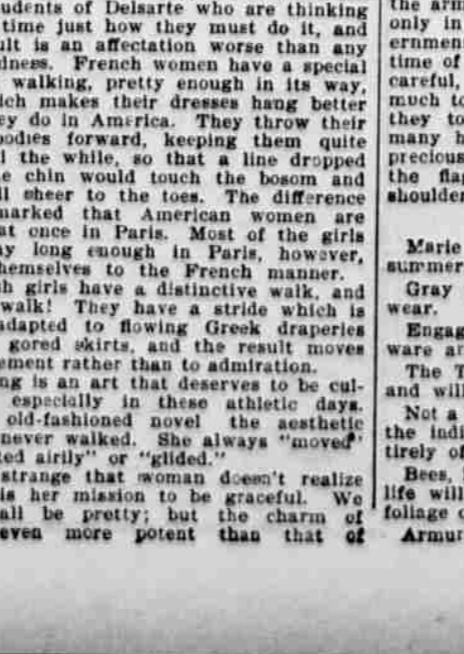 udents of Delsarte who are thinking
time just how they must do it, and
ult is an affectation worse than any
dness. French women have a special
walking, pretty enough in its way,
ich makes their dresses hang better
ey do in America. They throw their
bodies forward, keeping them quite
l the while, so that a line dropped
e chin would touch the bosom and
ll sheer to the toes. The difference
marked that American women are
at once in Paris. Most of the girls
ay long enough in Paris, however,
hemselves to the French manner.
sh girls have a distinctive walk, and
walk! They have a stride which is
adapted to flowing Greek draperies
gored skirts, and the result moves
ement rather than to admiration.
ng is an art that deserves to be cul-
especially in these athletic days.
old-fashioned novel the aesthetic
never walked. She always "moved"
ted airily" or "glided."
strange that woman doesn't realize
is her mission to be graceful. We
all be pretty; but the charm of
even more potent than that of
the arm
only in
ernment
time of
careful,
much to
they to
many h
precious
the flag
shoulder
Marie
summer
Gray
wear.
Engag
ware ar
The T
and will
Not a
the indi
tirely of
Bees,
life will
foliage o
Armur